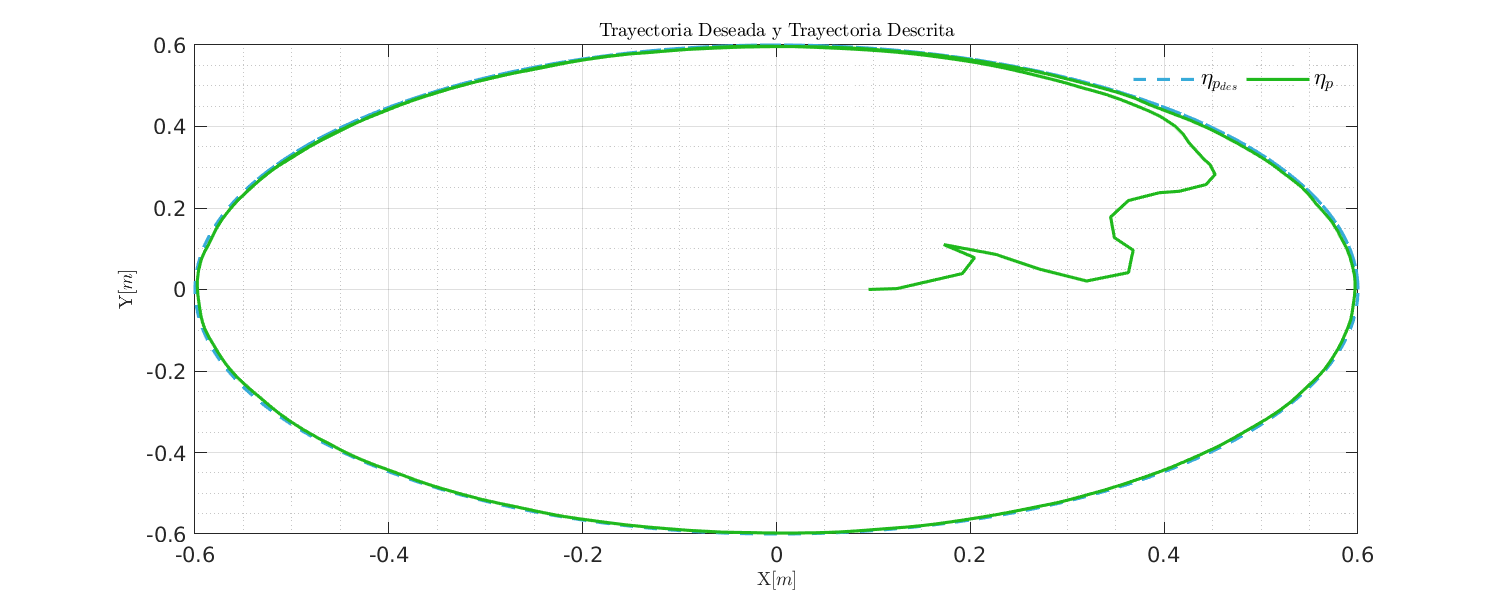 Trayectoria Deseada y Trayectoria Descrita
η_{p_{des}} η_p
0.6
0.4
0.2
0
-0.2
-0.4
-0.6
Y[m]
-0.6 -0.4 -0.2 0 0.2 0.4 0.6
X[m]